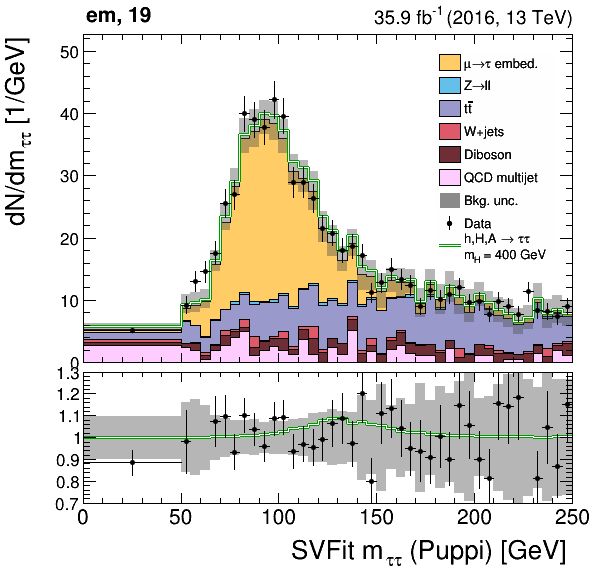 em, 19
35.9 fb⁻¹ (2016, 13 TeV)
dN/dmττ [1/GeV]
50
40
30
20
10
0
μ→τ embed.
Z→ll
tt̄
W+jets
Diboson
QCD multijet
Bkg. unc.
Data
h,H,A → ττ
mH = 400 GeV
1.3
1.2
1.1
1
0.9
0.8
0.7
0 50 100 150 200 250
SVFit mττ (Puppi) [GeV]